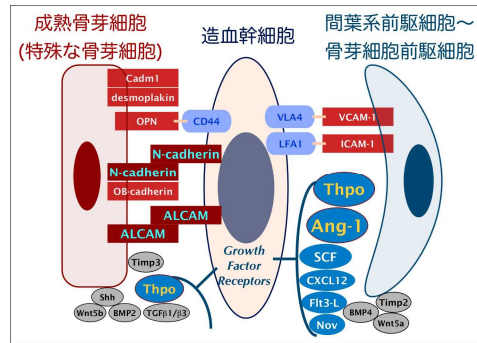 成熟骨芽細胞
(特殊な骨芽細胞)
造血幹細胞
間葉系前駆細胞～
骨芽細胞前駆細胞
Cadm1
desmoplakin
OPN
CD44
VLA4
VCAM-1
LFA1
ICAM-1
N-cadherin
N-cadherin
OB-cadherin
ALCAM
ALCAM
Thpo
Ang-1
SCF
CXCL12
Flt3-L
Nov
Growth
Factor
Receptors
Timp3
Thpo
Shh
Wnt5b
BMP2
TGFβ1/β3
BMP4
Timp2
Wnt5a